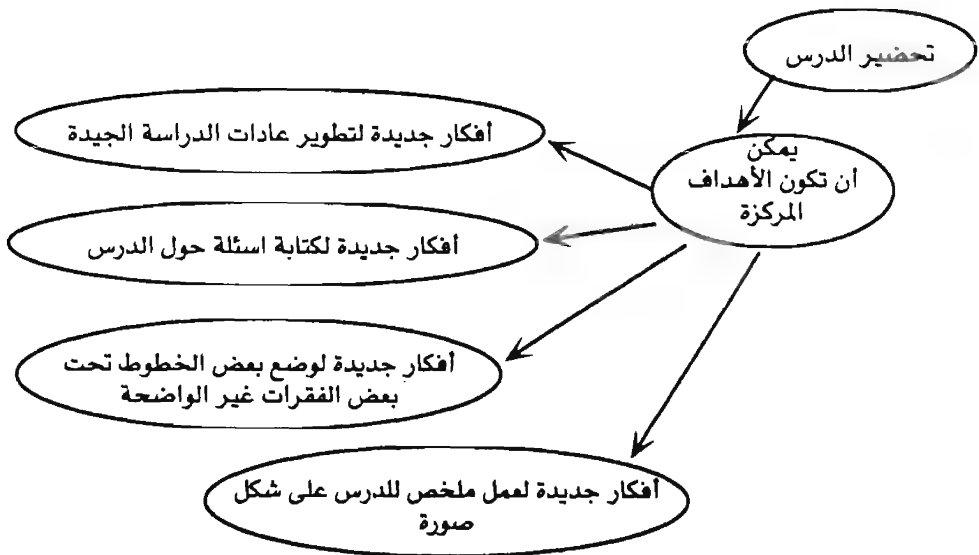 تحضير الدرس
يمكن
أن تكون الأهداف
المركزة
أفكار جديدة لتطوير عادات الدراسة الجيدة
أفكار جديدة لكتابة اسئلة حول الدرس
أفكار جديدة لوضع بعض الخطوط تحت
بعض الفقرات غير الواضحة
أفكار جديدة لعمل ملخص للدرس على شكل
صورة